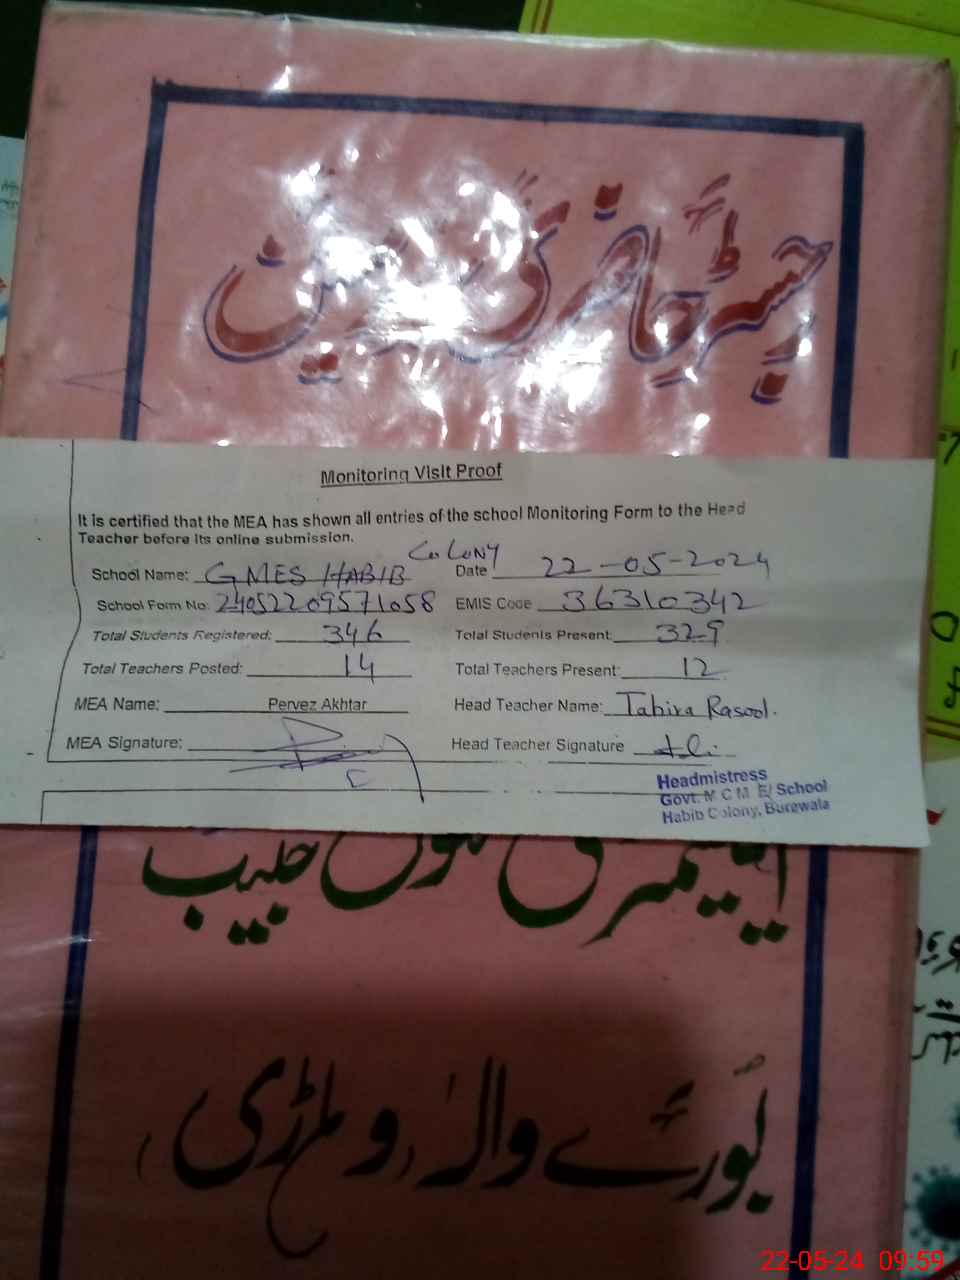 رجسٹر حاضری
Monitoring Visit Proof
It is certified that the MEA has shown all entries of the school Monitoring Form to the Head
Teacher before its online submission.
School Name: GMES HABIB COLONY Date 22-05-2024
School Form No: 2405220957 1058 EMIS Code 36310342
Total Students Registered: 346 Total Students Present: 329
Total Teachers Posted: 14 Total Teachers Present: 12
MEA Name: Pervez Akhtar Head Teacher Name: Tahira Rasool.
MEA Signature: Head Teacher Signature
Headmistress
Govt. M C M E/ School
Habib Colony, Burewala
بورے والہ (وہاڑی)
22-05-24 09:59